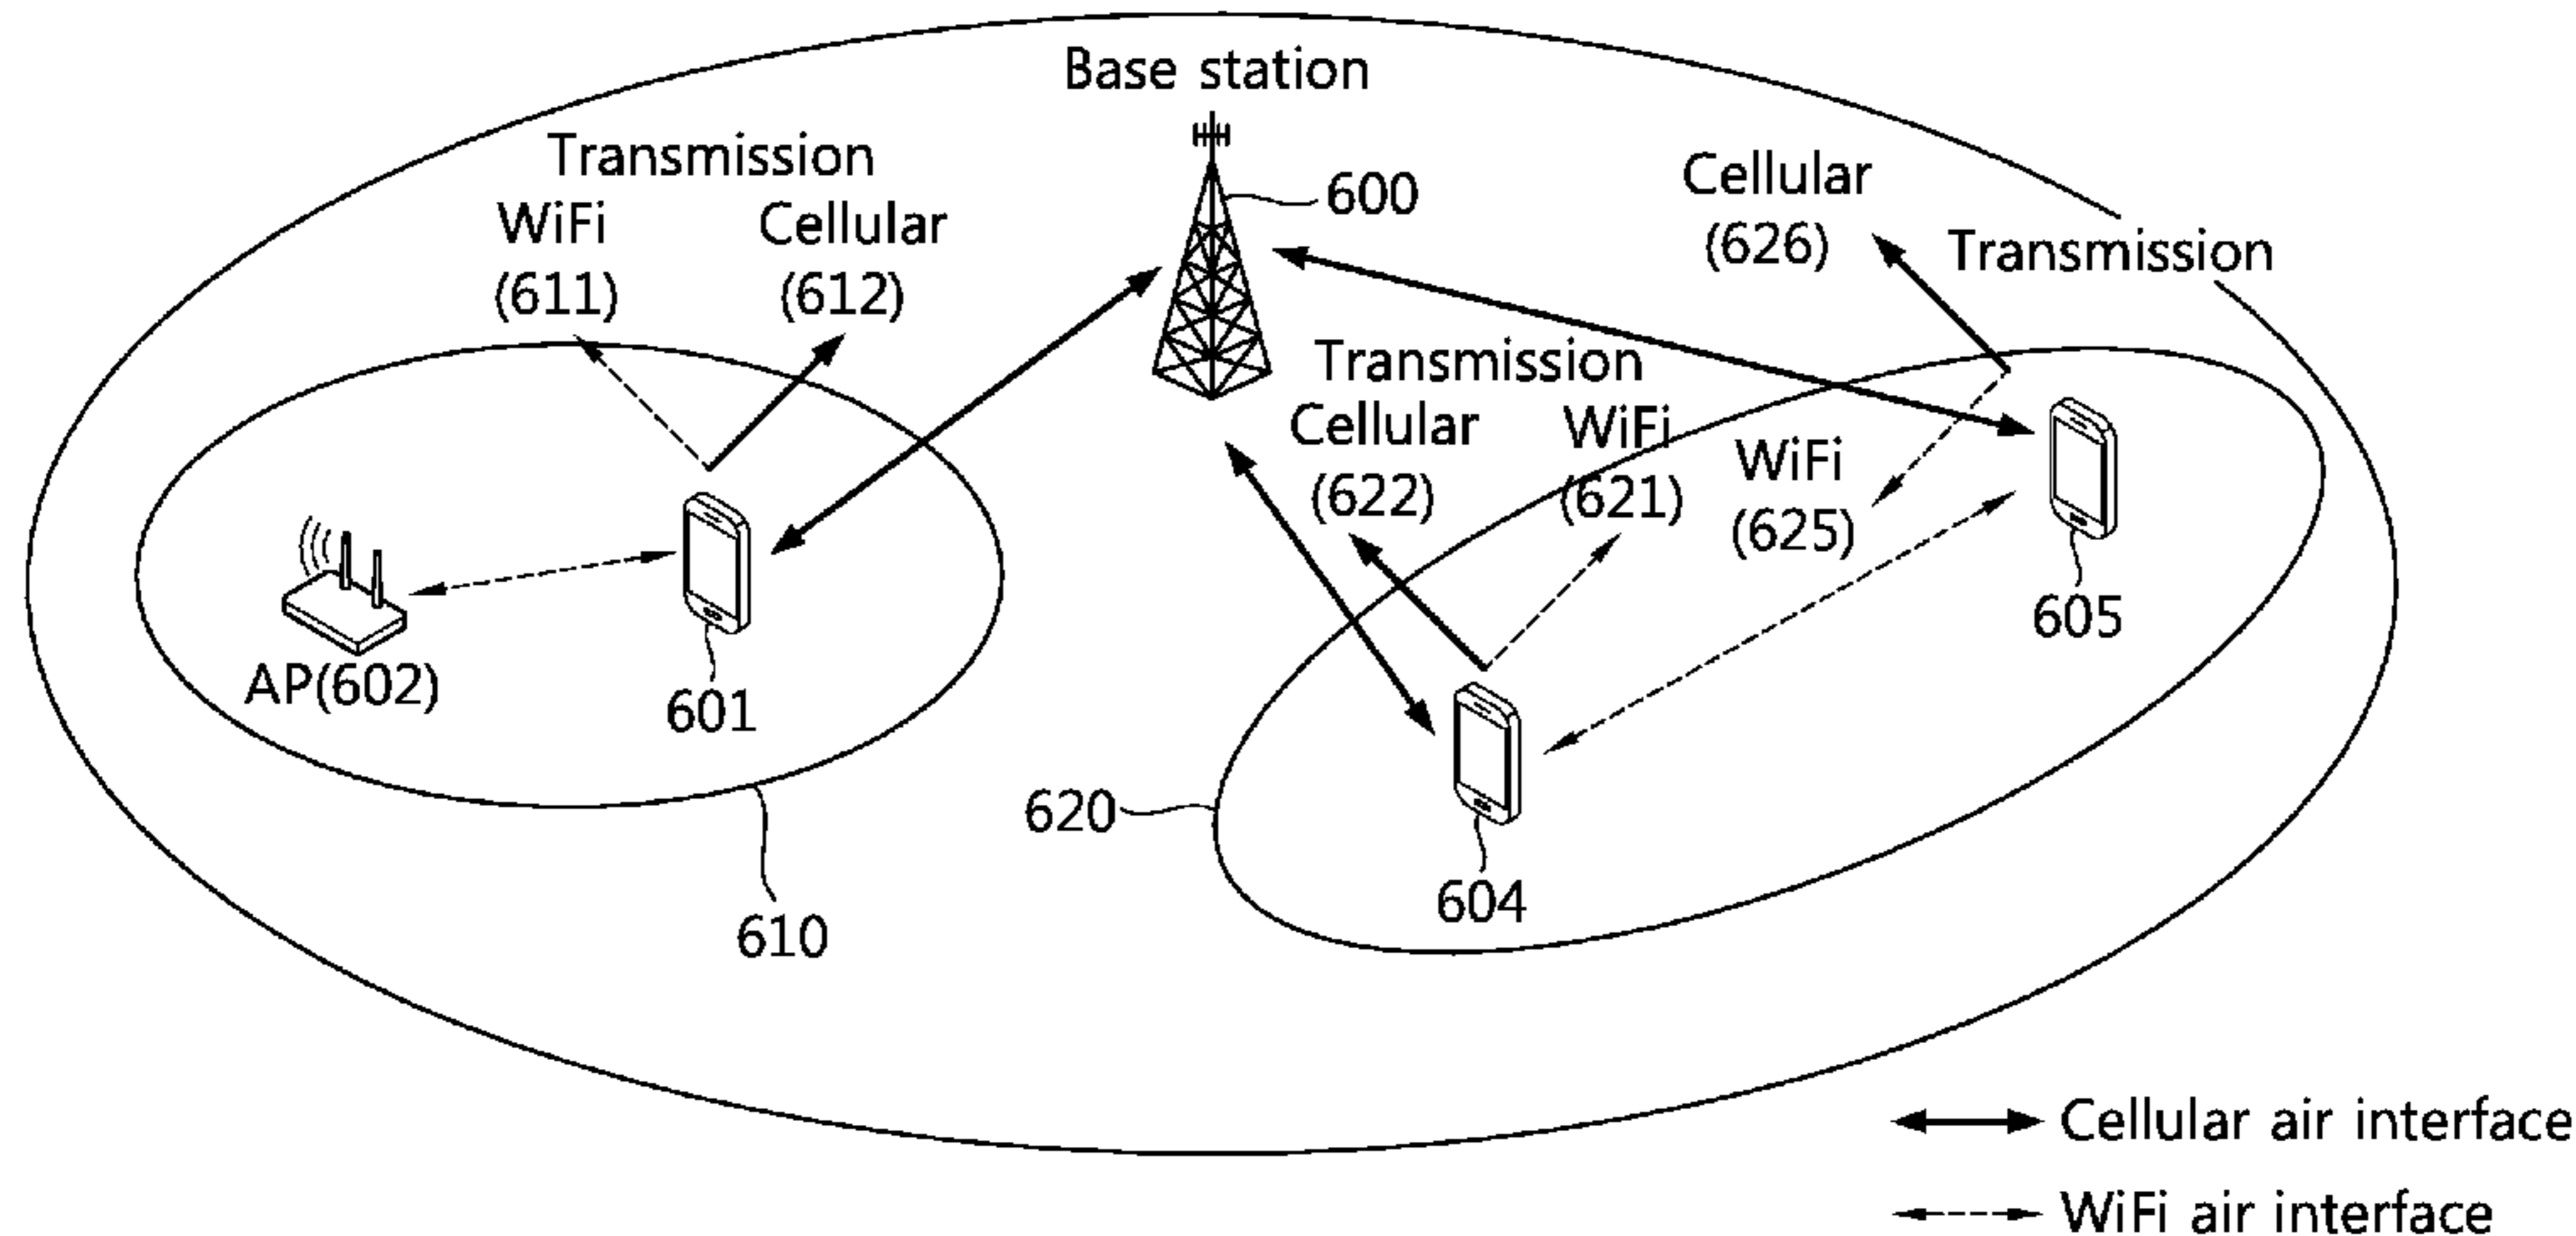 Base station
600
Transmission
WiFi
(611)
Cellular
(612)
Cellular
(626)
Transmission
Transmission
Cellular
(622)
WiFi
(621)
WiFi
(625)
AP(602)
601
605
604
620
610
Cellular air interface
WiFi air interface